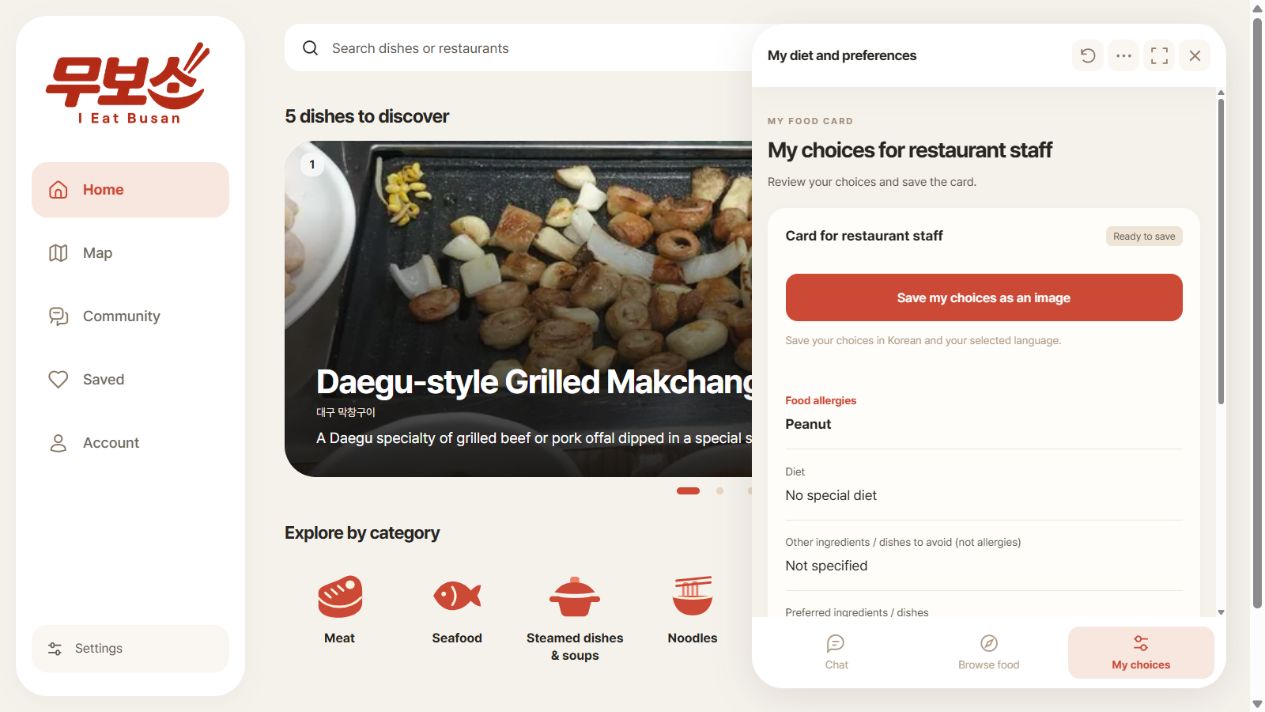 무보소
I Eat Busan
Home
Map
Community
Saved
Account
Settings
Search dishes or restaurants
5 dishes to discover
1
Daegu-style Grilled Makchang
대구 막창구이
A Daegu specialty of grilled beef or pork offal dipped in a special s
Explore by category
Meat
Seafood
Steamed dishes
& soups
Noodles
My diet and preferences
MY FOOD CARD
My choices for restaurant staff
Review your choices and save the card.
Card for restaurant staff
Ready to save
Save my choices as an image
Save your choices in Korean and your selected language.
Food allergies
Peanut
Diet
No special diet
Other ingredients / dishes to avoid (not allergies)
Not specified
Preferred ingredients / dishes
Chat
Browse food
My choices